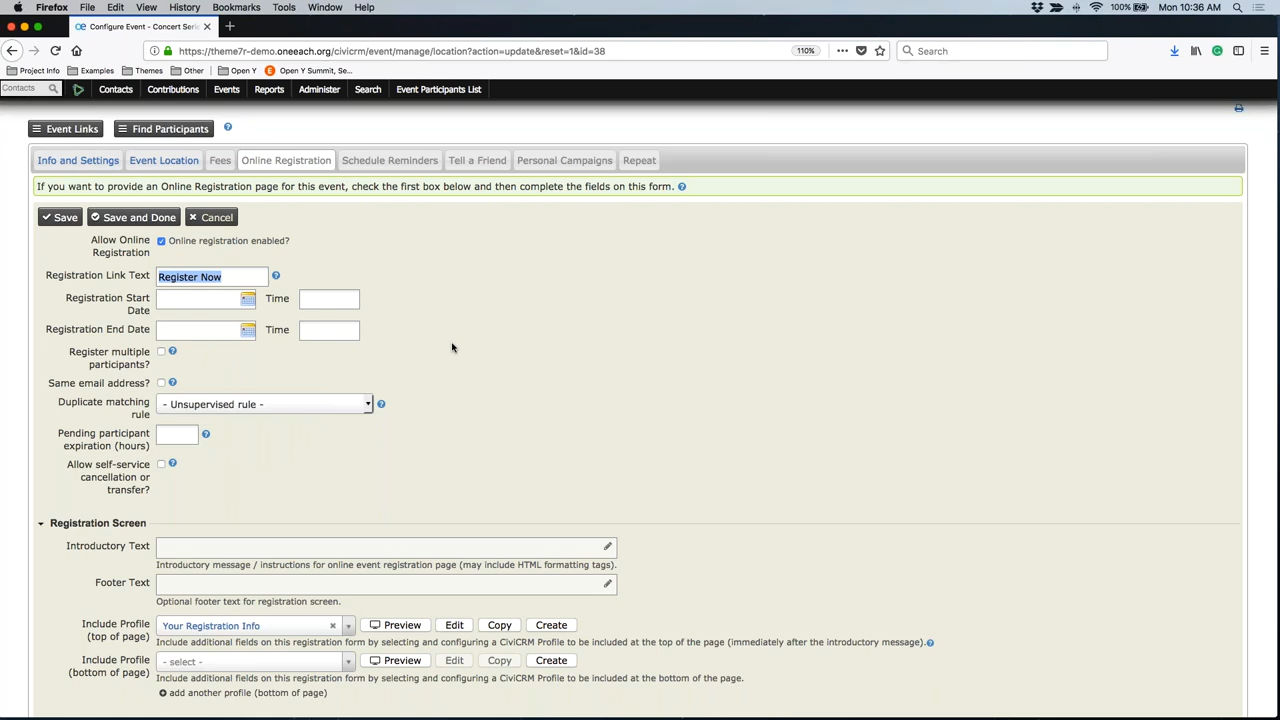 Firefox File Edit View History Bookmarks Tools Window Help 100% Mon 10:36 AM
Configure Event - Concert Serie
https://theme7r-demo.oneeach.org/civicrm/event/manage/location?action=update&reset=1&id=38 110% Search
Project Info Examples Themes Other Open Y Open Y Summit, Se...
Contacts Contacts Contributions Events Reports Administer Search Event Participants List
Event Links Find Participants
Info and Settings Event Location Fees Online Registration Schedule Reminders Tell a Friend Personal Campaigns Repeat
If you want to provide an Online Registration page for this event, check the first box below and then complete the fields on this form.
Save Save and Done Cancel
Allow Online Registration Online registration enabled?
Registration Link Text Register Now
Registration Start Date Time
Registration End Date Time
Register multiple participants?
Same email address?
Duplicate matching rule - Unsupervised rule -
Pending participant expiration (hours)
Allow self-service cancellation or transfer?
Registration Screen
Introductory Text
Introductory message / instructions for online event registration page (may include HTML formatting tags).
Footer Text
Optional footer text for registration screen.
Include Profile (top of page) Your Registration Info Preview Edit Copy Create
Include additional fields on this registration form by selecting and configuring a CiviCRM Profile to be included at the top of the page (immediately after the introductory message).
Include Profile (bottom of page) - select - Preview Edit Copy Create
Include additional fields on this registration form by selecting and configuring a CiviCRM Profile to be included at the bottom of the page.
add another profile (bottom of page)